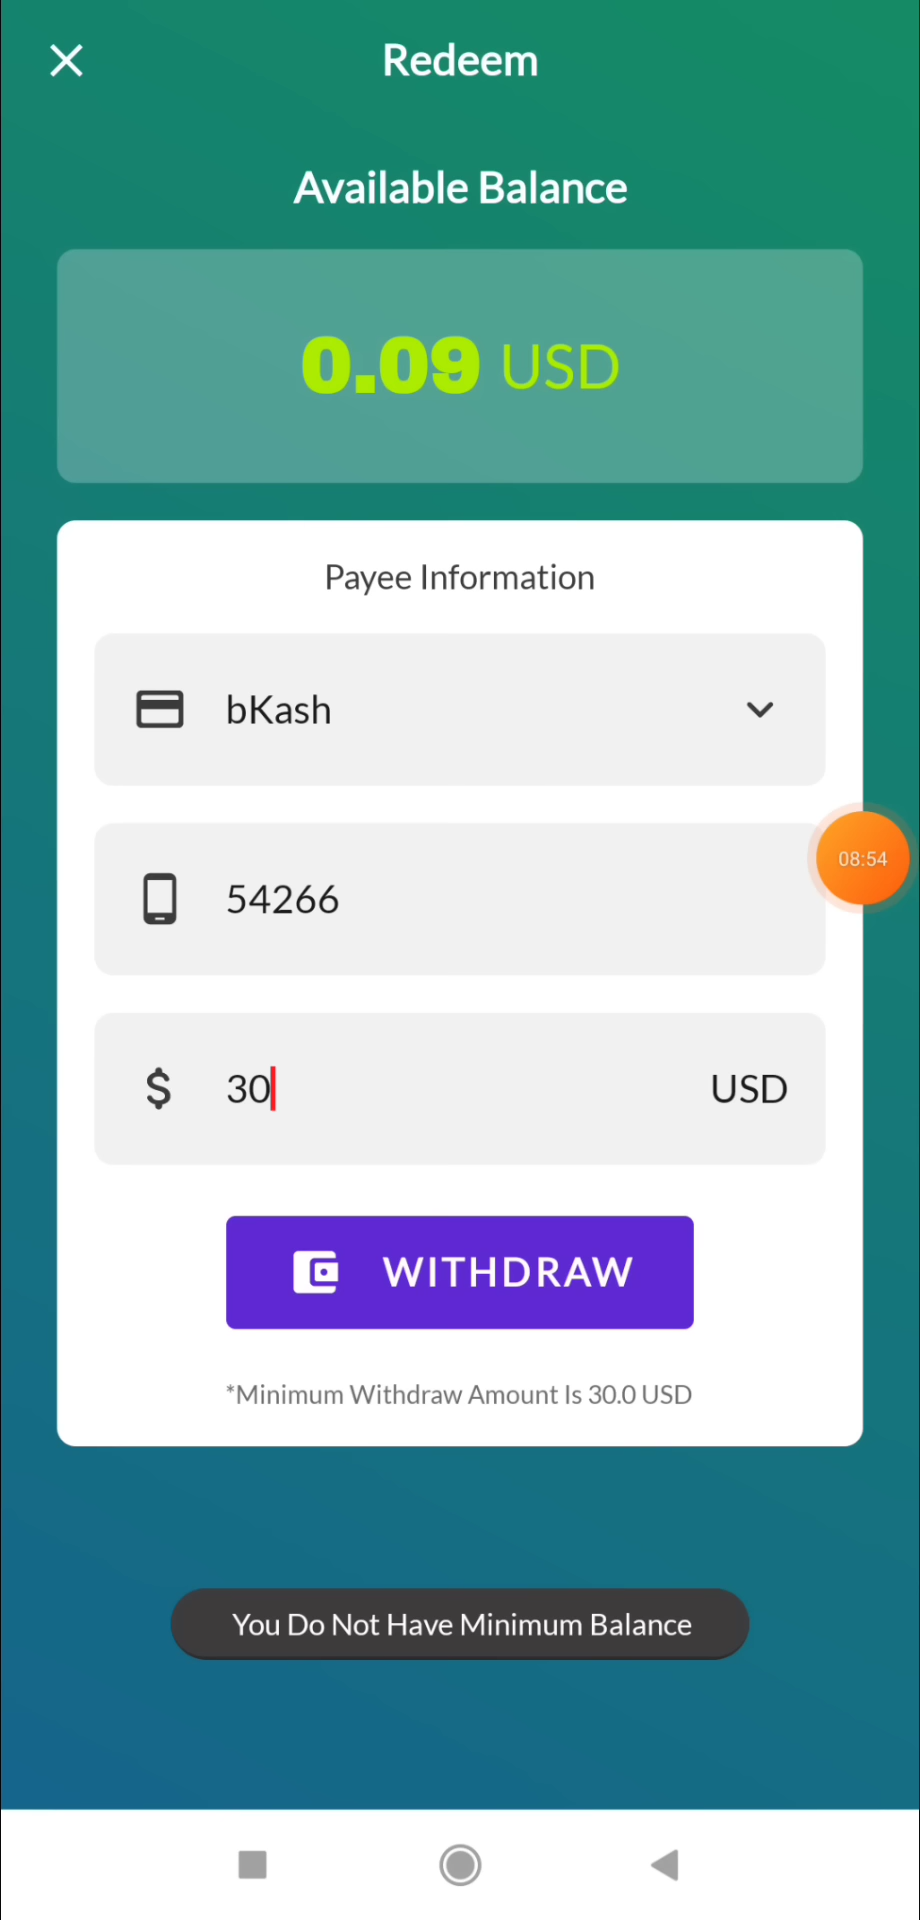 Redeem
Available Balance
0.09 USD
Payee Information
bKash
54266
08:54
30 USD
WITHDRAW
*Minimum Withdraw Amount Is 30.0 USD
You Do Not Have Minimum Balance